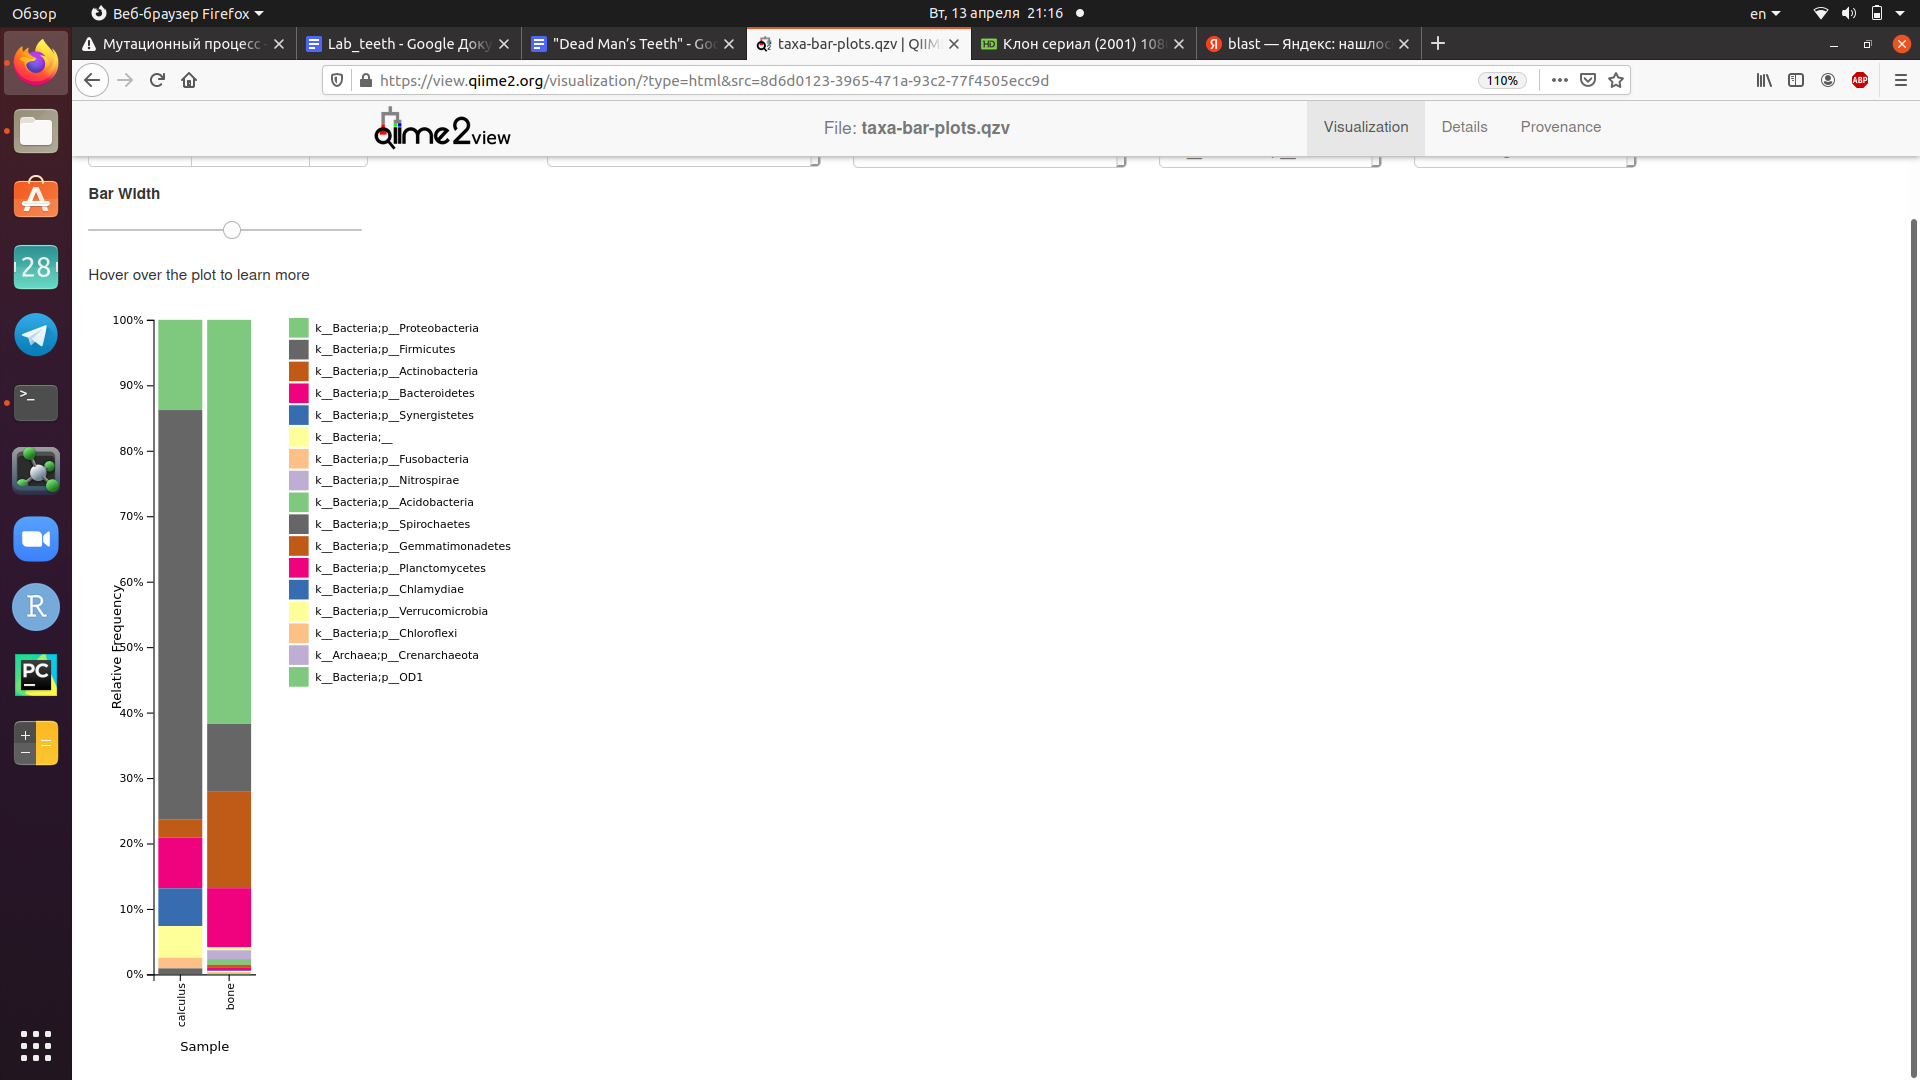 Обзор
Веб-браузер Firefox
Вт, 13 апреля 21:16
en
Мутационный процесс
Lab_teeth - Google Доку
"Dead Man's Teeth" - Goo
taxa-bar-plots.qzv | QIIM
Клон сериал (2001) 108
blast — Яндекс: нашлос
https://view.qiime2.org/visualization/?type=html&src=8d6d0123-3965-471a-93c2-77f4505ecc9d
110%
ABP
qiime2view
File: taxa-bar-plots.qzv
Visualization
Details
Provenance
28
Bar Width
Hover over the plot to learn more
100%
90%
80%
70%
60%
50%
40%
30%
20%
10%
0%
Relative Frequency
calculus
bone
Sample
k__Bacteria;p__Proteobacteria
k__Bacteria;p__Firmicutes
k__Bacteria;p__Actinobacteria
k__Bacteria;p__Bacteroidetes
k__Bacteria;p__Synergistetes
k__Bacteria;__
k__Bacteria;p__Fusobacteria
k__Bacteria;p__Nitrospirae
k__Bacteria;p__Acidobacteria
k__Bacteria;p__Spirochaetes
k__Bacteria;p__Gemmatimonadetes
k__Bacteria;p__Planctomycetes
k__Bacteria;p__Chlamydiae
k__Bacteria;p__Verrucomicrobia
k__Bacteria;p__Chloroflexi
k__Archaea;p__Crenarchaeota
k__Bacteria;p__OD1
R
PC